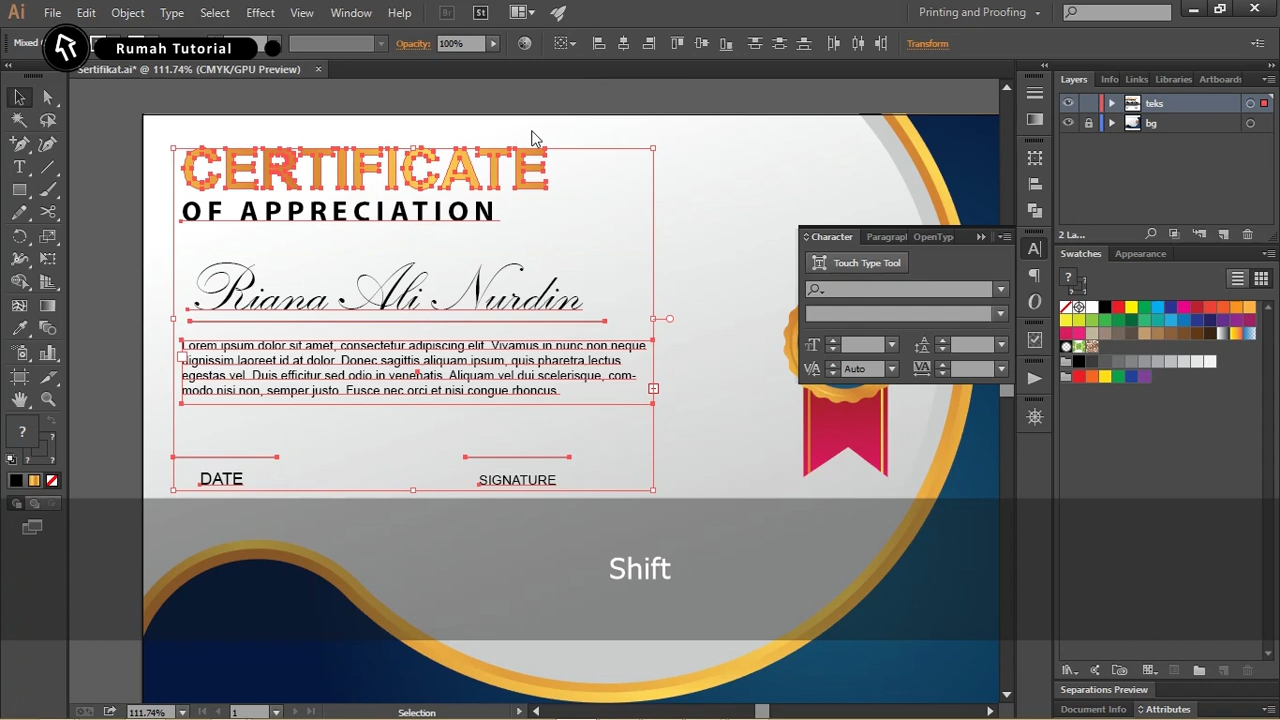 Ai File Edit Object Type Select Effect View Window Help Br St Printing and Proofing
Rumah Tutorial Opacity: 100% Transform
Sertifikat.ai* @ 111.74% (CMYK/GPU Preview)
Layers Info Links Libraries Artboards
teks
bg
CERTIFICATE
OF APPRECIATION
Riana Ali Nurdin
Lorem ipsum dolor sit amet, consectetur adipiscing elit. Vivamus in nunc non neque
dignissim laoreet id at dolor. Donec sagittis aliquam ipsum, quis pharetra lectus
egestas vel. Duis efficitur sed odio in venenatis. Aliquam vel dui scelerisque, com-
modo nisi non, semper justo. Fusce nec orci et nisi congue rhoncus.
DATE SIGNATURE
Character Paragraph OpenTyp
Touch Type Tool
Auto
2 La...
Swatches Appearance
Shift
Separations Preview
Document Info Attributes
111.74% 1 Selection